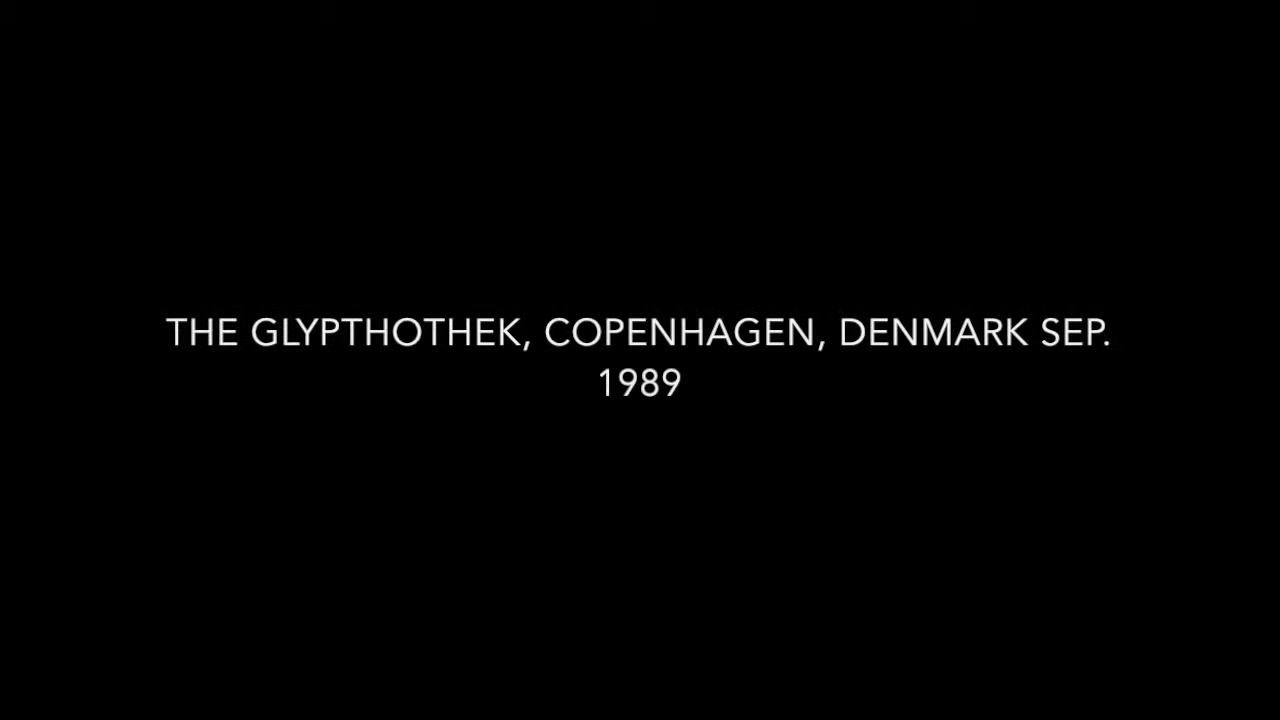 THE GLYPTHOTHEK, COPENHAGEN, DENMARK SEP.
1989